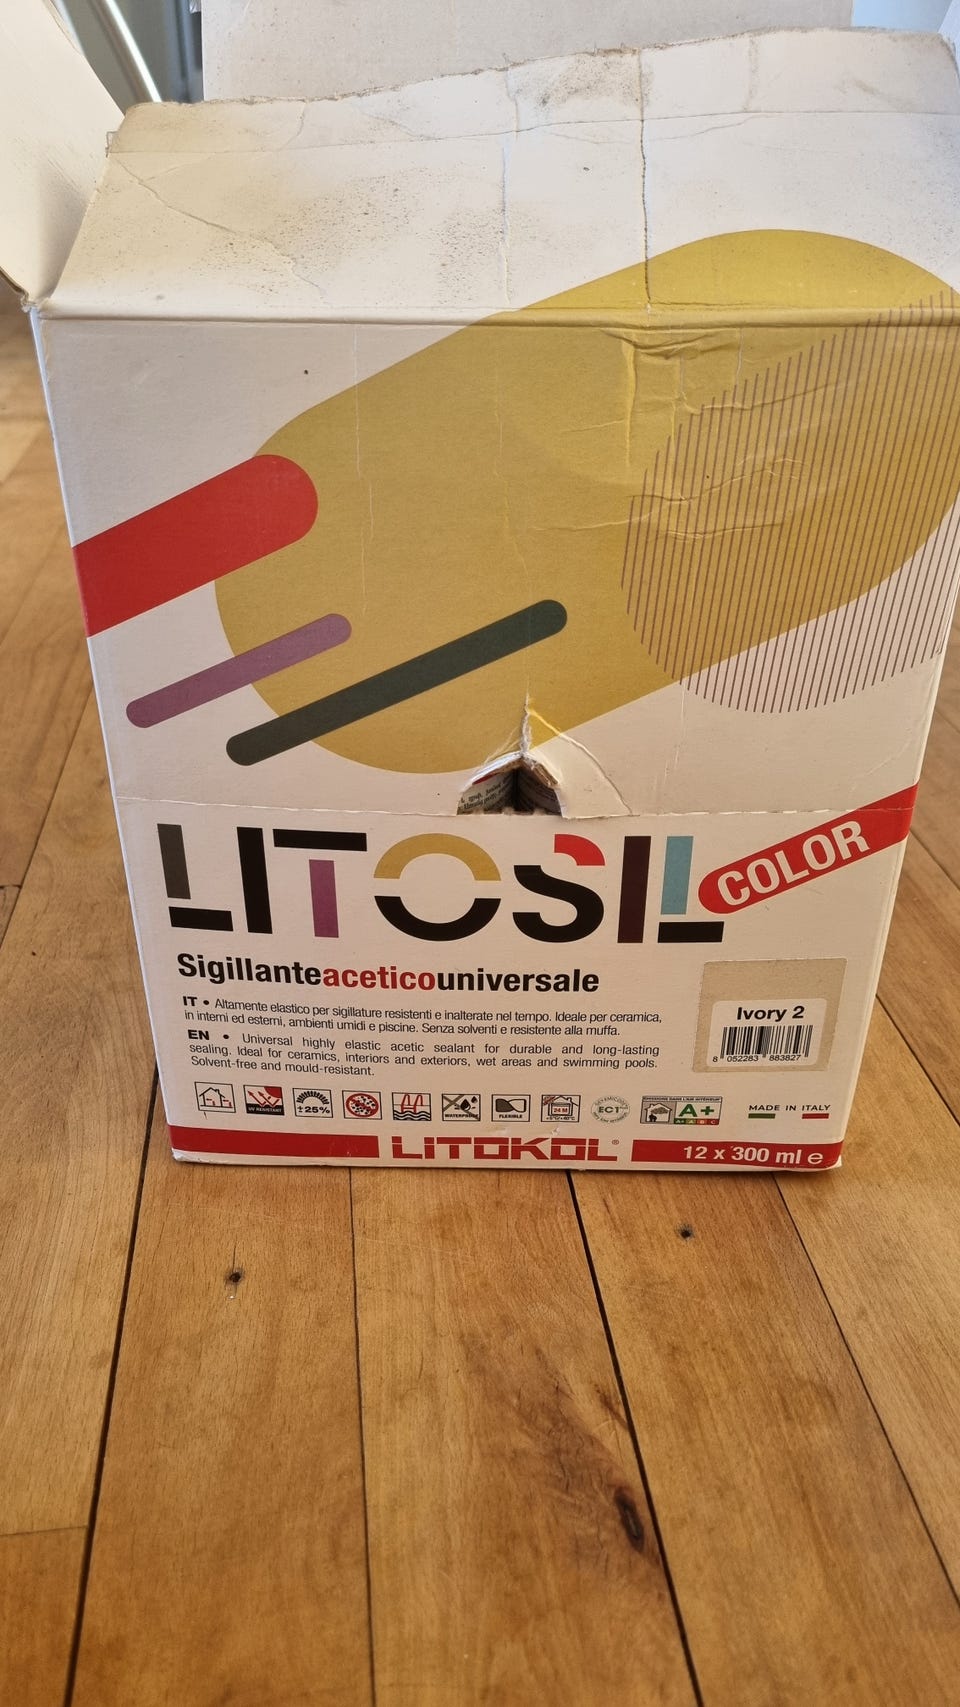 LITOSIL COLOR
Sigillanteaceticouniversale
IT • Altamente elastico per sigillature resistenti e inalterate nel tempo. Ideale per ceramica,
in interni ed esterni, ambienti umidi e piscine. Senza solventi e resistente alla muffa.
EN • Universal highly elastic acetic sealant for durable and long-lasting
sealing. Ideal for ceramics, interiors and exteriors, wet areas and swimming pools.
Solvent-free and mould-resistant.
Ivory 2
8 052283 883827
UV RESISTANT
±25%
WATERPROOF
FLEXIBLE
24 M
+5°C/+40°C
EC1
A+
A+ A B C
MADE IN ITALY
LITOKOL®
12 x 300 ml e